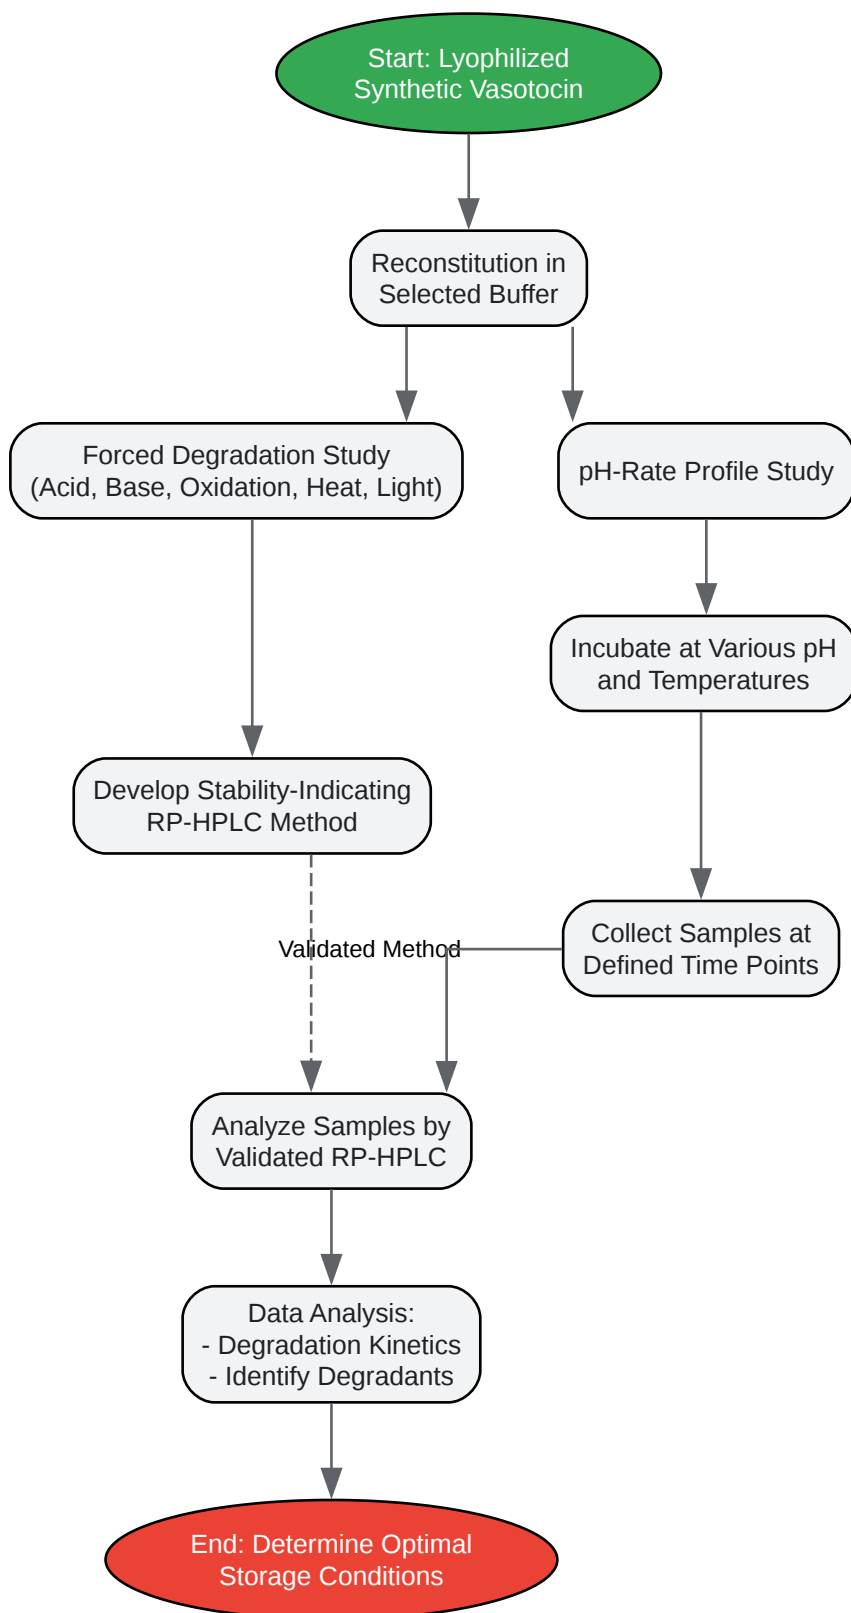 Start: Lyophilized
Synthetic Vasotocin
Reconstitution in
Selected Buffer
Forced Degradation Study
(Acid, Base, Oxidation, Heat, Light)
pH-Rate Profile Study
Incubate at Various pH
and Temperatures
Develop Stability-Indicating
RP-HPLC Method
Collect Samples at
Defined Time Points
Validated Method
Analyze Samples by
Validated RP-HPLC
Data Analysis:
- Degradation Kinetics
- Identify Degradants
End: Determine Optimal
Storage Conditions